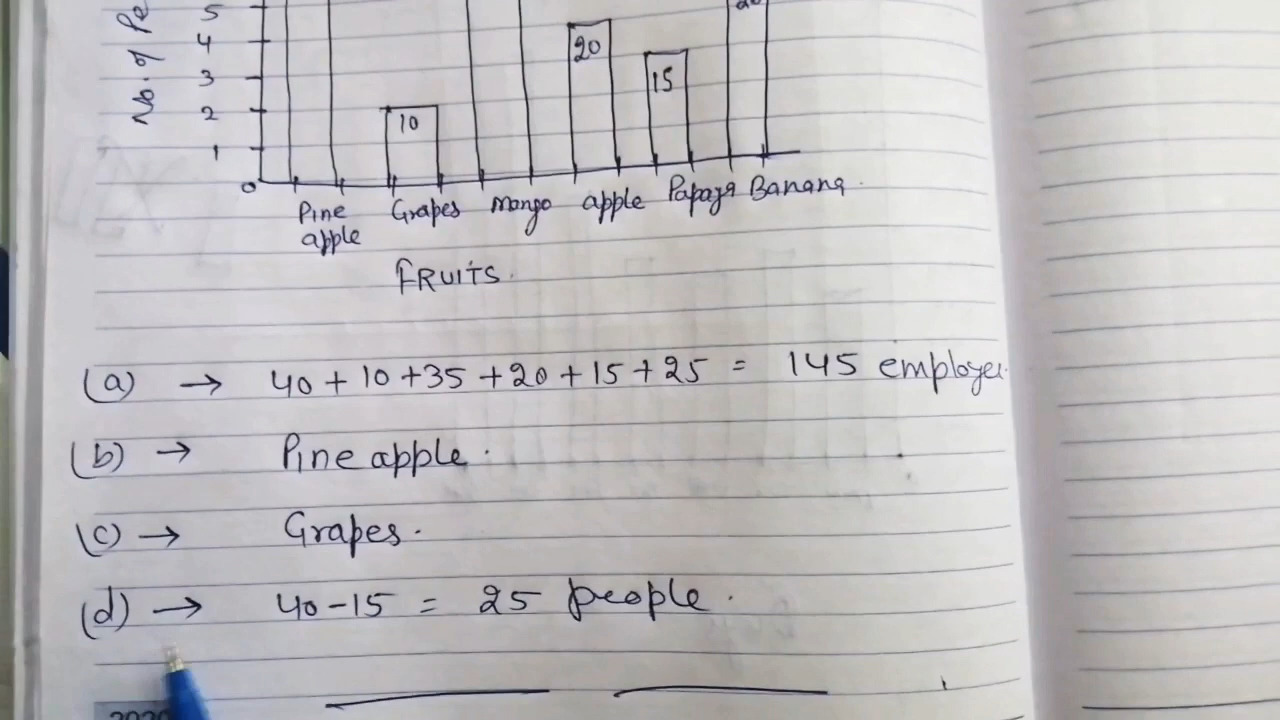 No. of Pe
5
4
3
2
1
0
10
20
15
Pine apple
Grapes
mango
apple
Papaya
Banana.
FRUITS.
(a) → 40 + 10 + 35 + 20 + 15 + 25 = 145 employee.
(b) → Pine apple.
(c) → Grapes.
(d) → 40 - 15 = 25 people.